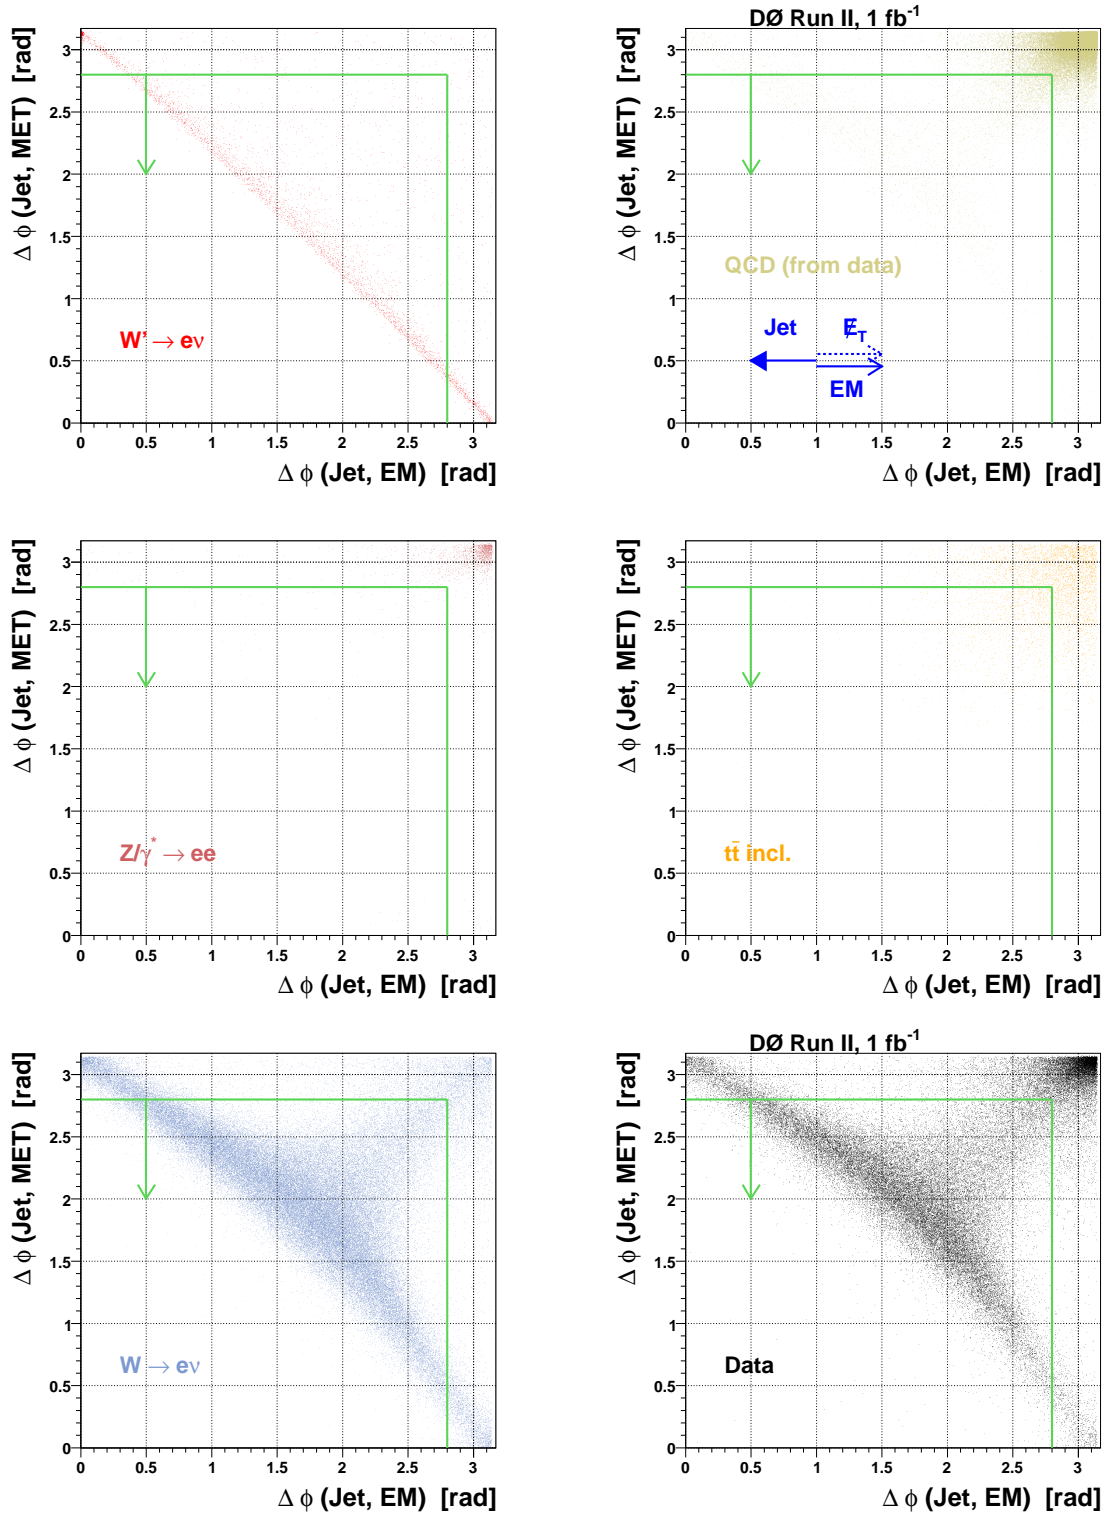 DØ Run II, 1 fb⁻¹
Δ ϕ (Jet, MET) [rad]
3
2.5
2
1.5
1
0.5
0
W' → eν
0 0.5 1 1.5 2 2.5 3
Δ ϕ (Jet, EM) [rad]
Δ ϕ (Jet, MET) [rad]
3
2.5
2
1.5
1
0.5
0
QCD (from data)
Jet E̸_T
EM
0 0.5 1 1.5 2 2.5 3
Δ ϕ (Jet, EM) [rad]
Δ ϕ (Jet, MET) [rad]
3
2.5
2
1.5
1
0.5
0
Z/γ* → ee
0 0.5 1 1.5 2 2.5 3
Δ ϕ (Jet, EM) [rad]
Δ ϕ (Jet, MET) [rad]
3
2.5
2
1.5
1
0.5
0
tt̄ incl.
0 0.5 1 1.5 2 2.5 3
Δ ϕ (Jet, EM) [rad]
Δ ϕ (Jet, MET) [rad]
3
2.5
2
1.5
1
0.5
0
W → eν
0 0.5 1 1.5 2 2.5 3
Δ ϕ (Jet, EM) [rad]
DØ Run II, 1 fb⁻¹
Δ ϕ (Jet, MET) [rad]
3
2.5
2
1.5
1
0.5
0
Data
0 0.5 1 1.5 2 2.5 3
Δ ϕ (Jet, EM) [rad]